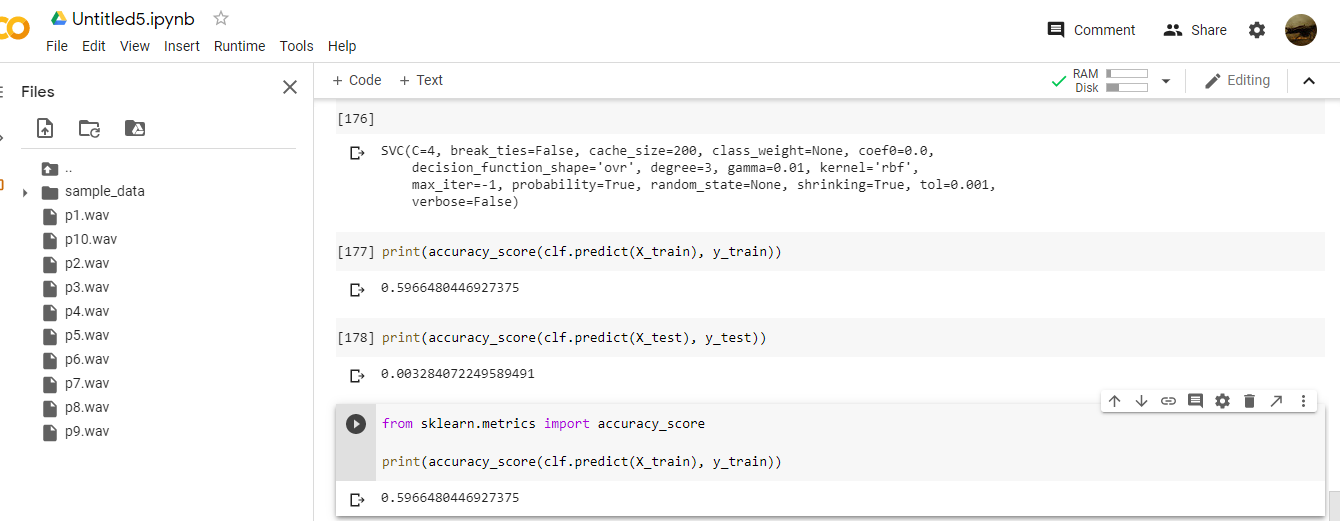 CO Untitled5.ipynb
File Edit View Insert Runtime Tools Help
Comment Share
Files
+ Code + Text
RAM
Disk
Editing
..
sample_data
p1.wav
p10.wav
p2.wav
p3.wav
p4.wav
p5.wav
p6.wav
p7.wav
p8.wav
p9.wav
[176]
SVC(C=4, break_ties=False, cache_size=200, class_weight=None, coef0=0.0,
decision_function_shape='ovr', degree=3, gamma=0.01, kernel='rbf',
max_iter=-1, probability=True, random_state=None, shrinking=True, tol=0.001,
verbose=False)
[177] print(accuracy_score(clf.predict(X_train), y_train))
0.5966480446927375
[178] print(accuracy_score(clf.predict(X_test), y_test))
0.003284072249589491
from sklearn.metrics import accuracy_score
print(accuracy_score(clf.predict(X_train), y_train))
0.5966480446927375